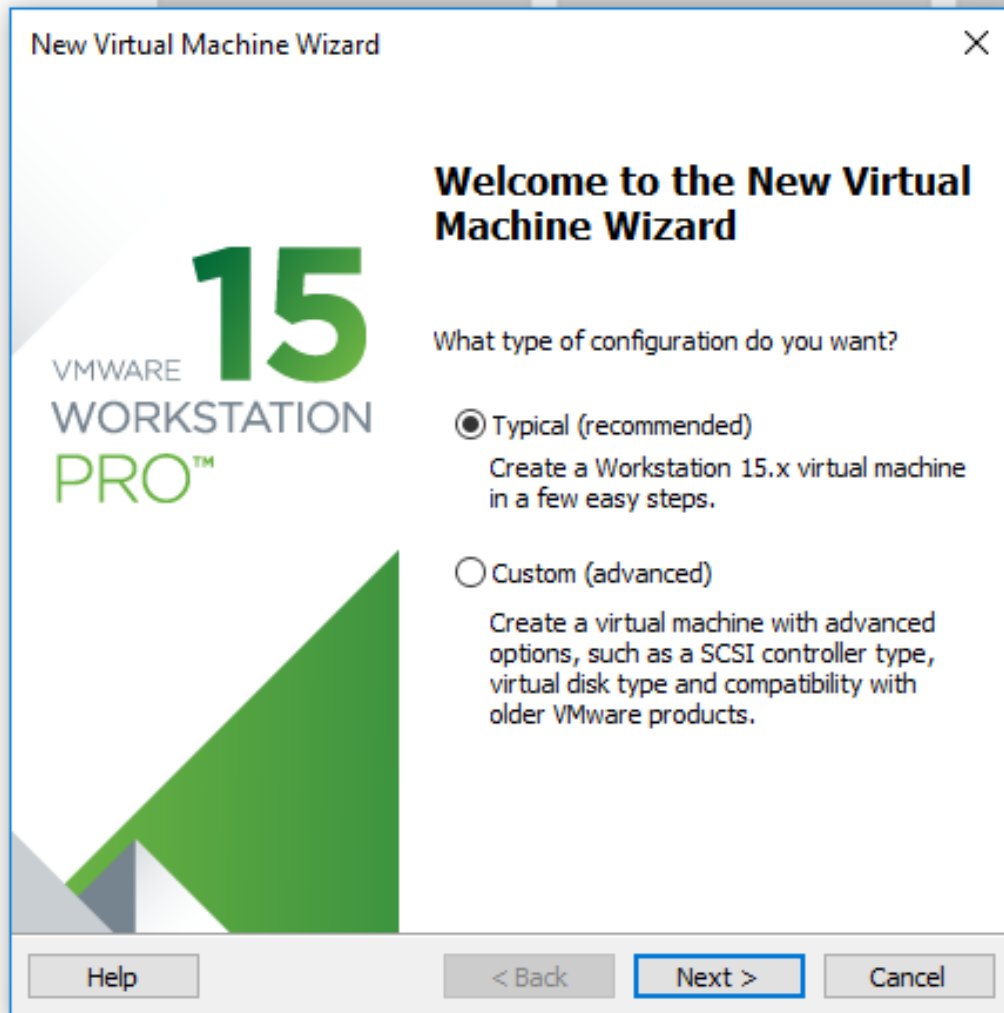 New Virtual Machine Wizard
Welcome to the New Virtual
Machine Wizard
15
VMWARE
WORKSTATION
PRO™
What type of configuration do you want?
Typical (recommended)
Create a Workstation 15.x virtual machine
in a few easy steps.
Custom (advanced)
Create a virtual machine with advanced
options, such as a SCSI controller type,
virtual disk type and compatibility with
older VMware products.
Help
< Back
Next >
Cancel